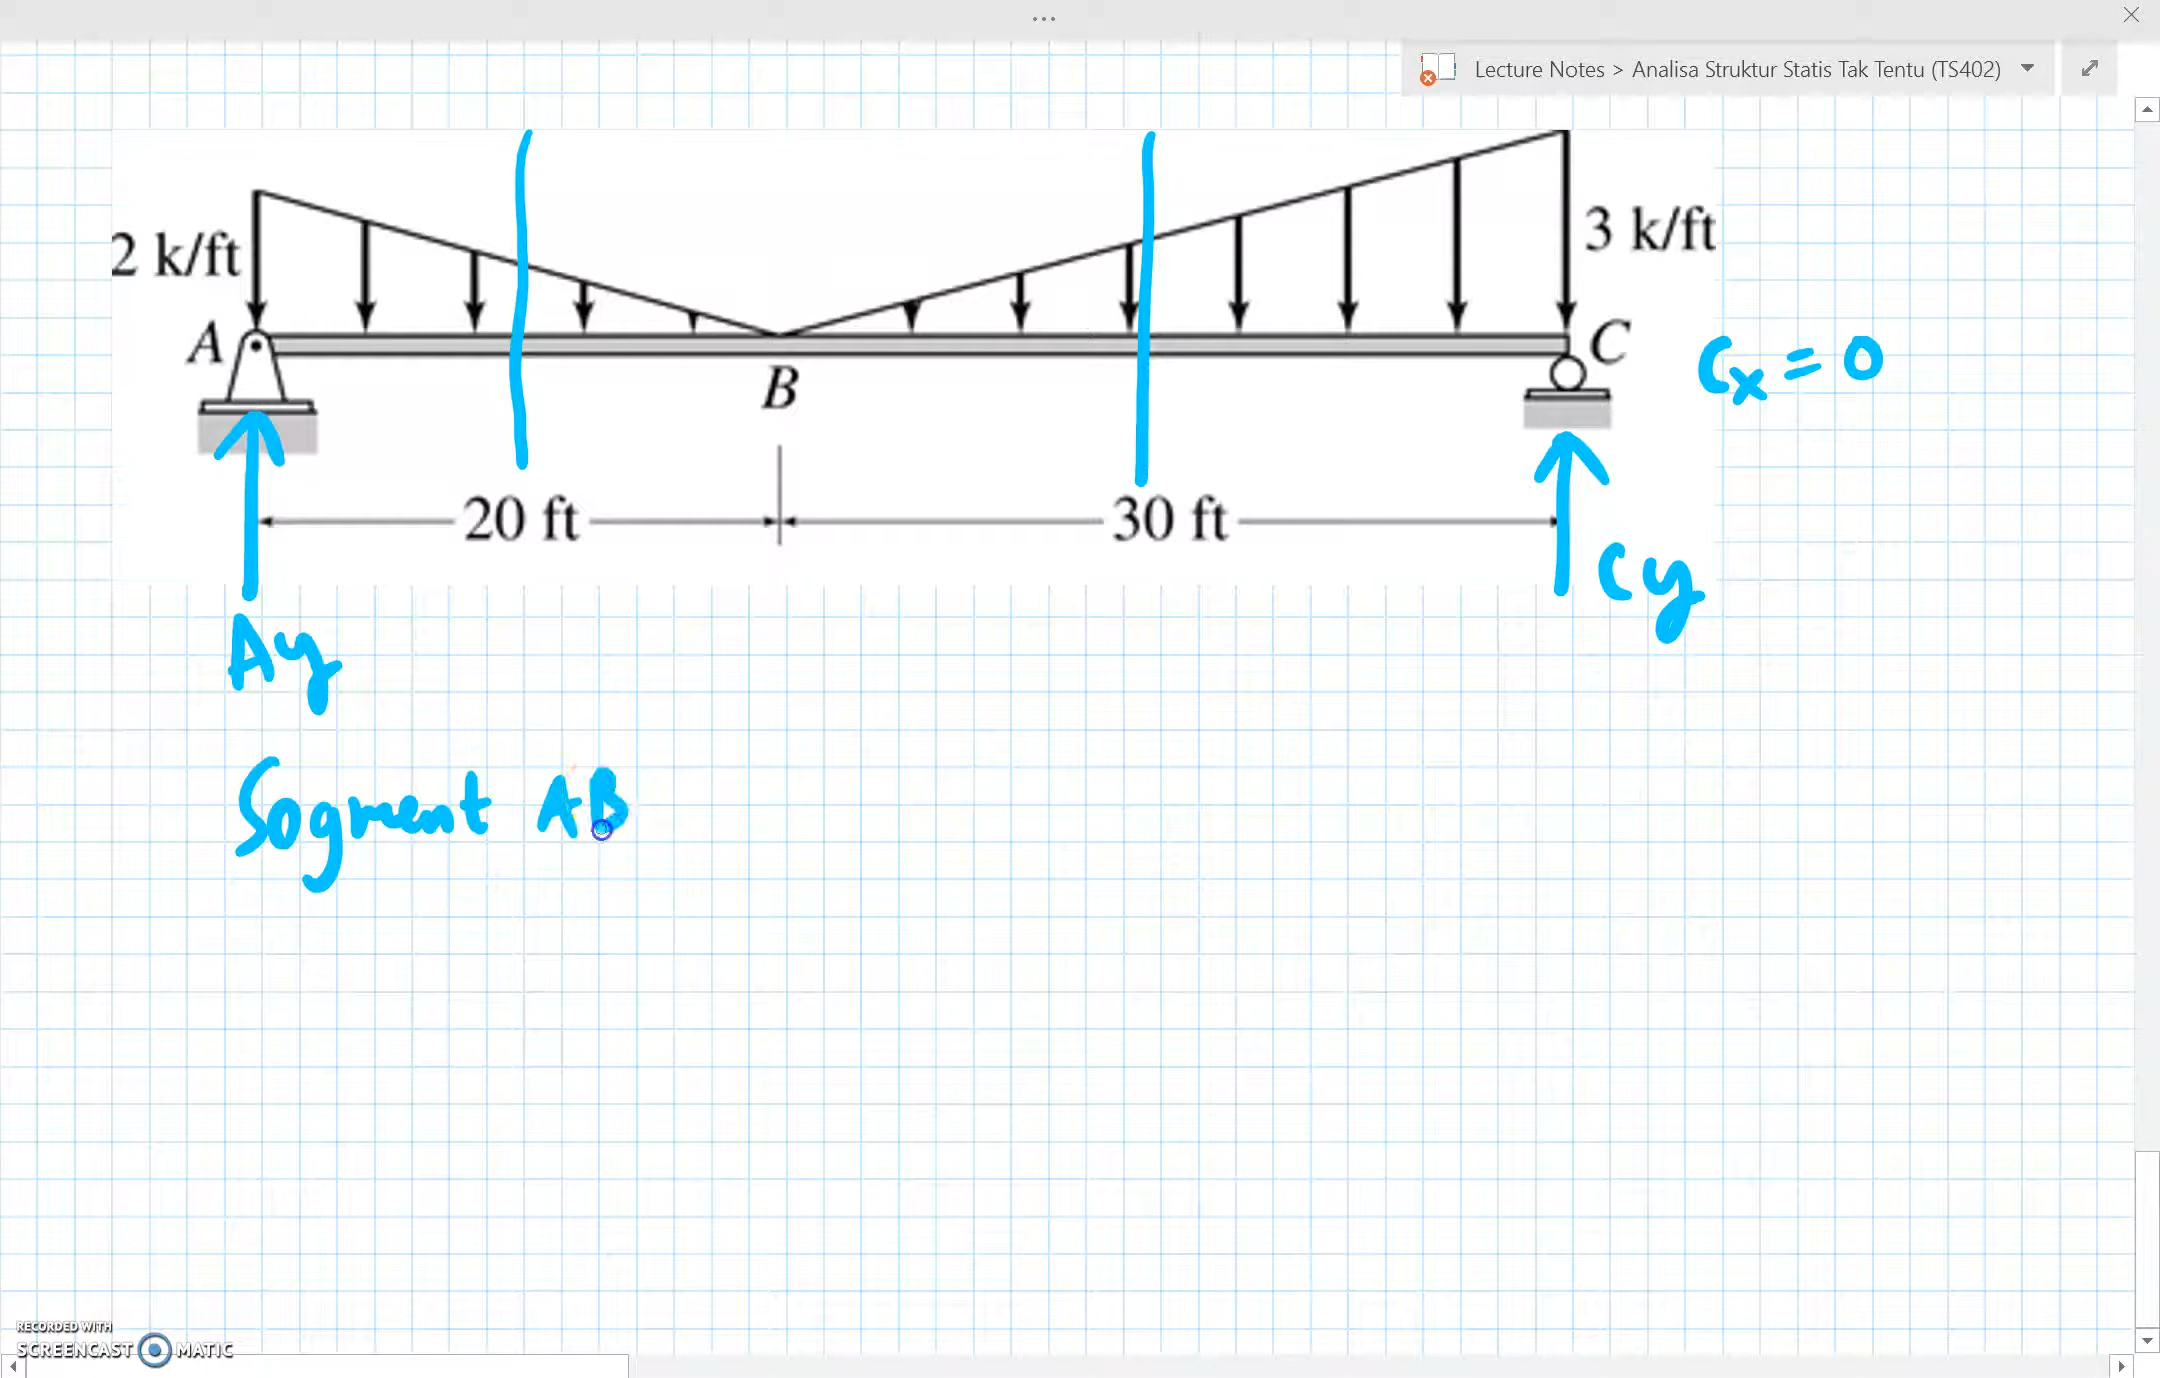 Lecture Notes > Analisa Struktur Statis Tak Tentu (TS402)
2 k/ft
3 k/ft
A
C
Cx = 0
B
20 ft
30 ft
Cy
Ay
Segment AB
RECORDED WITH
SCREENCAST MATIC